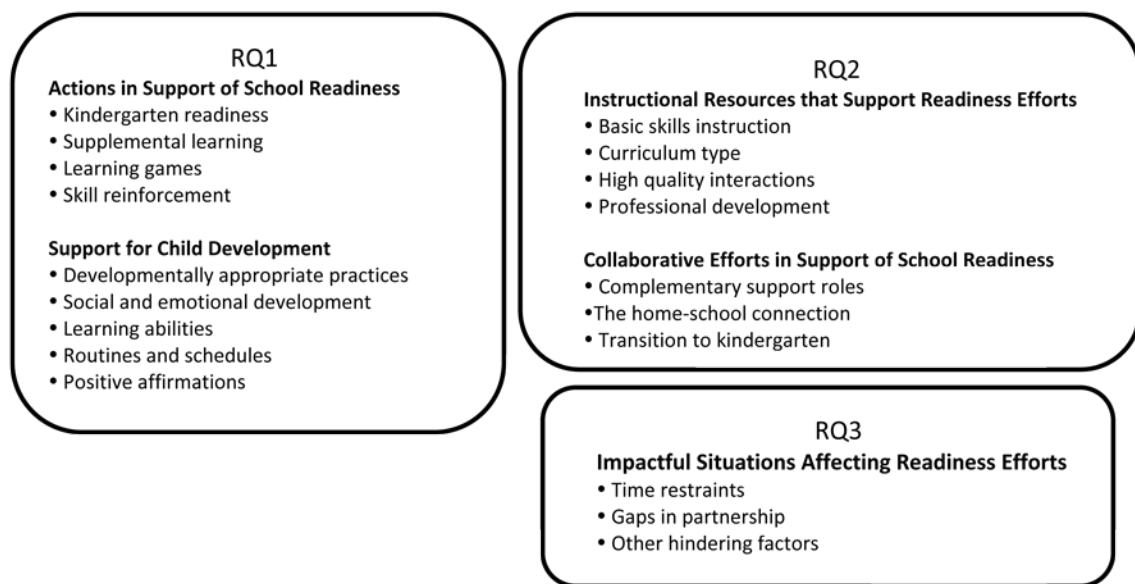 RQ1
Actions in Support of School Readiness
• Kindergarten readiness
• Supplemental learning
• Learning games
• Skill reinforcement
Support for Child Development
• Developmentally appropriate practices
• Social and emotional development
• Learning abilities
• Routines and schedules
• Positive affirmations
RQ2
Instructional Resources that Support Readiness Efforts
• Basic skills instruction
• Curriculum type
• High quality interactions
• Professional development
Collaborative Efforts in Support of School Readiness
• Complementary support roles
•The home-school connection
• Transition to kindergarten
RQ3
Impactful Situations Affecting Readiness Efforts
• Time restraints
• Gaps in partnership
• Other hindering factors